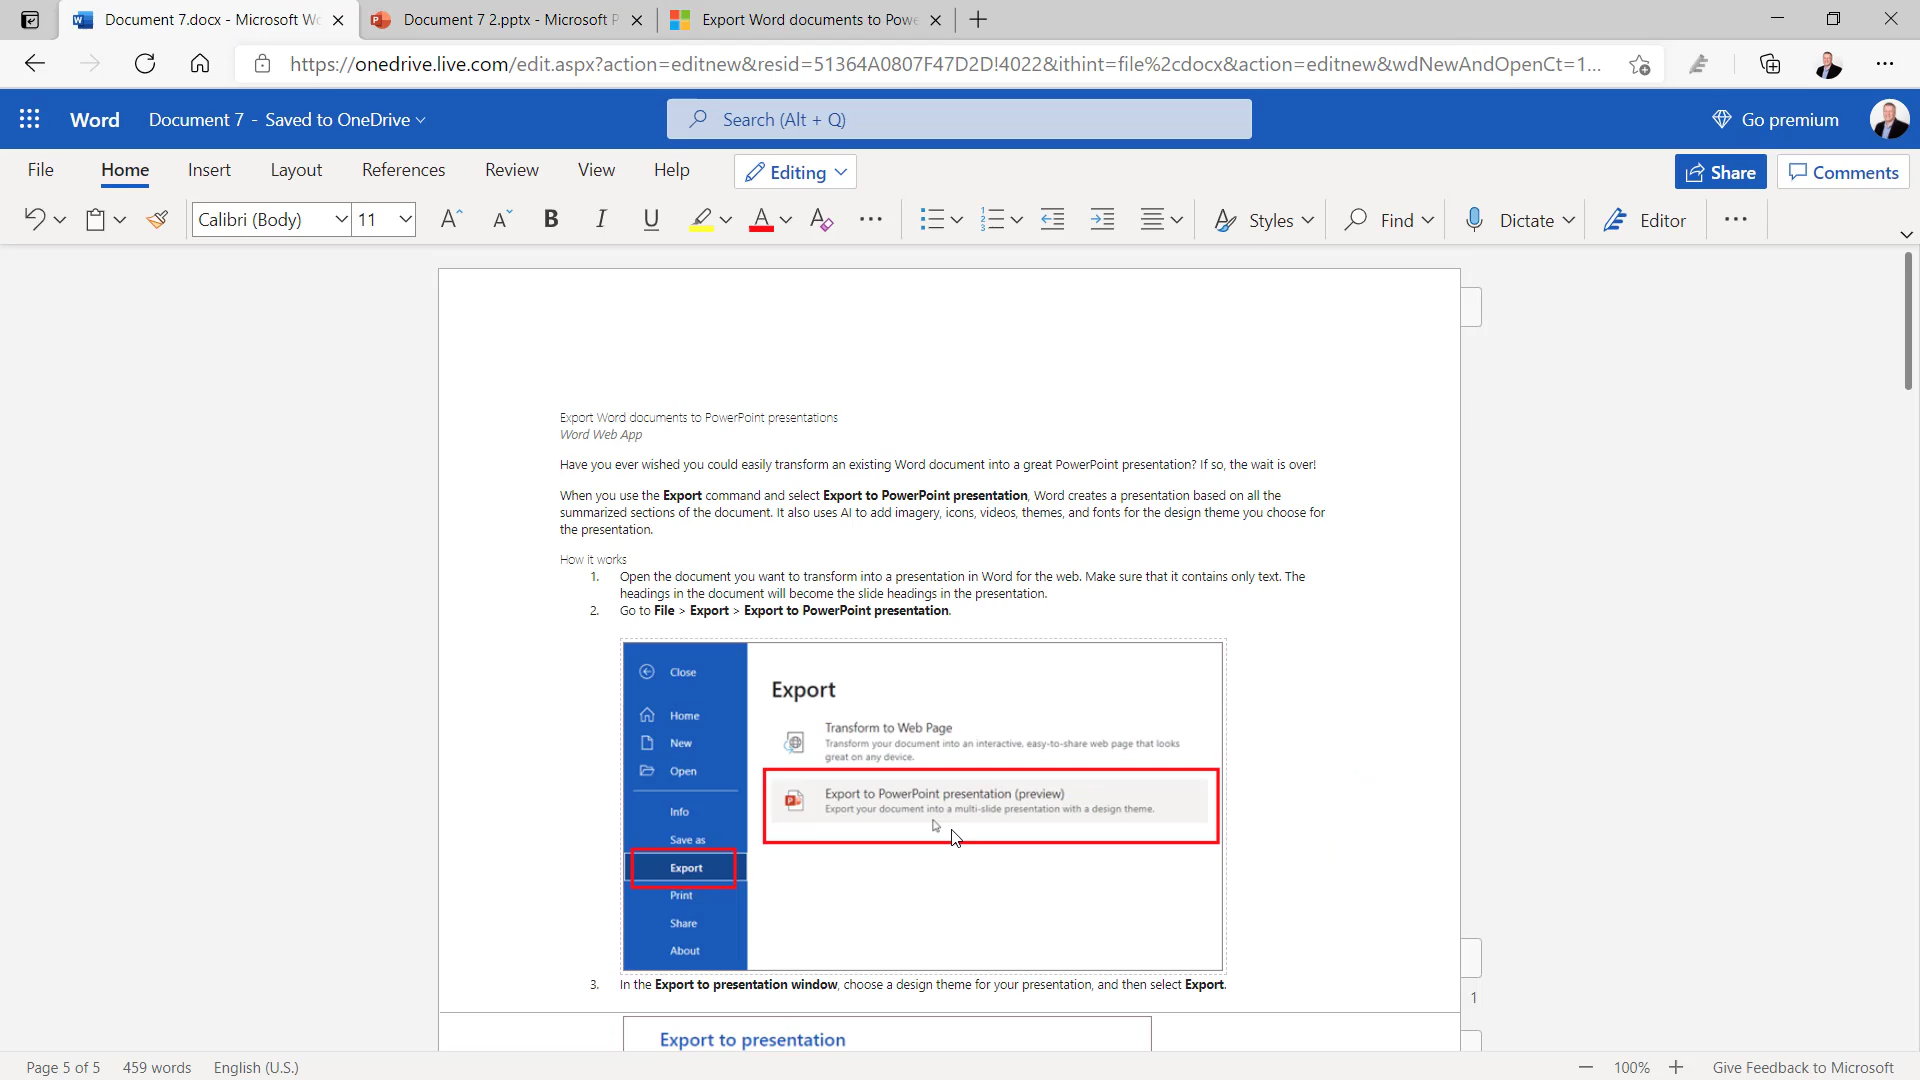 Document 7.docx - Microsoft Wo
Document 7 2.pptx - Microsoft P
Export Word documents to Powe
https://onedrive.live.com/edit.aspx?action=editnew&resid=51364A0807F47D2D!4022&ithint=file%2cdocx&action=editnew&wdNewAndOpenCt=1...
Word Document 7 - Saved to OneDrive
Search (Alt + Q)
Go premium
File Home Insert Layout References Review View Help Editing Share Comments
Calibri (Body) 11 Styles Find Dictate Editor
Export Word documents to PowerPoint presentations
Word Web App
Have you ever wished you could easily transform an existing Word document into a great PowerPoint presentation? If so, the wait is over!
When you use the Export command and select Export to PowerPoint presentation, Word creates a presentation based on all the
summarized sections of the document. It also uses AI to add imagery, icons, videos, themes, and fonts for the design theme you choose for
the presentation.
How it works
1. Open the document you want to transform into a presentation in Word for the web. Make sure that it contains only text. The
headings in the document will become the slide headings in the presentation.
2. Go to File > Export > Export to PowerPoint presentation.
Close
Home
New
Open
Info
Save as
Export
Print
Share
About
Export
Transform to Web Page
Transform your document into an interactive, easy-to-share web page that looks
great on any device.
Export to PowerPoint presentation (preview)
Export your document into a multi-slide presentation with a design theme.
3. In the Export to presentation window, choose a design theme for your presentation, and then select Export.
1
Export to presentation
Page 5 of 5 459 words English (U.S.) 100% Give Feedback to Microsoft